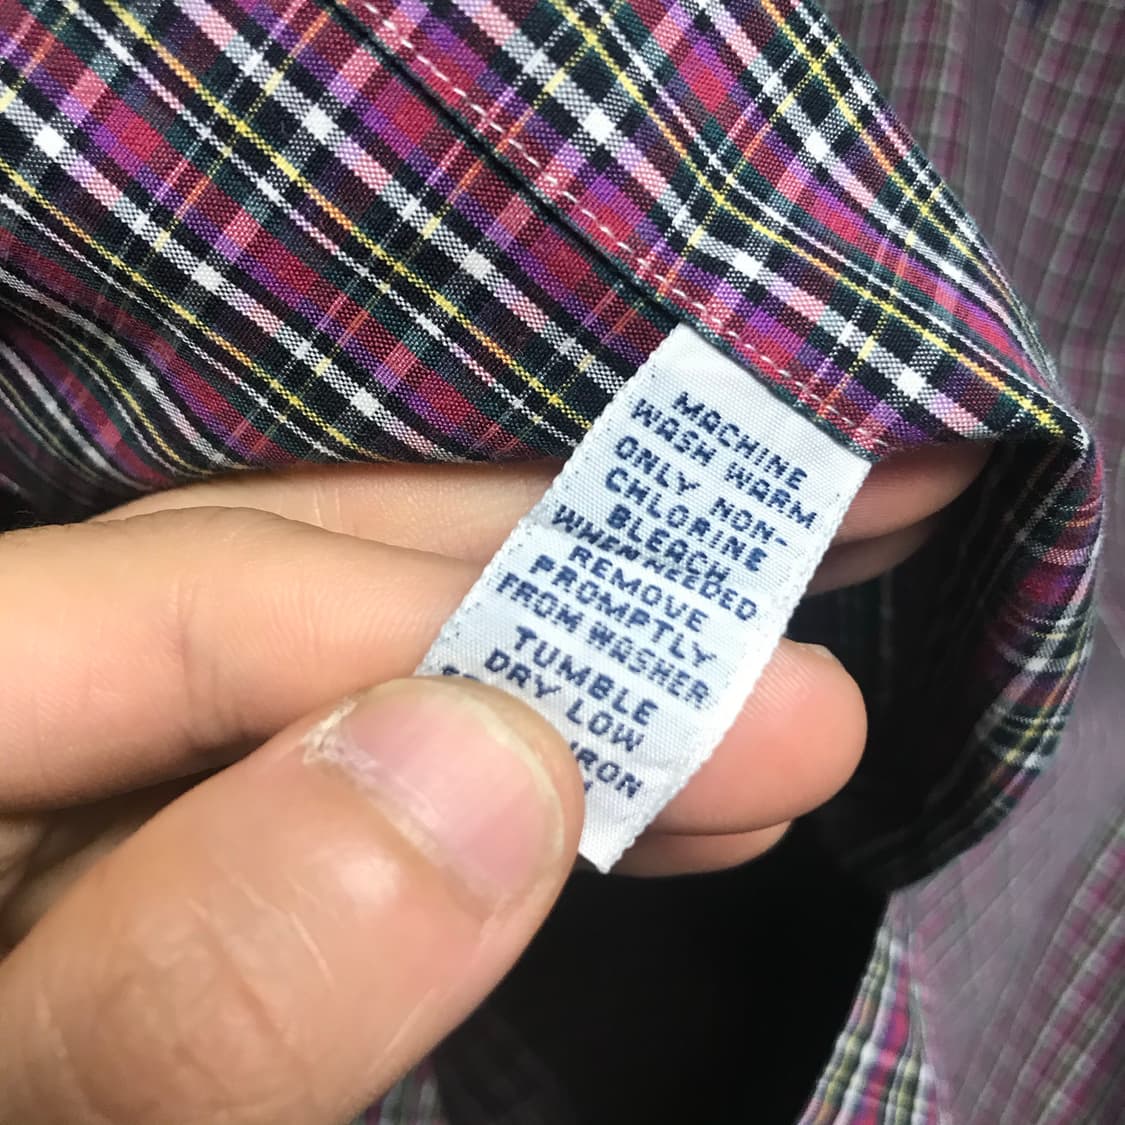 MACHINE
WASH WARM
ONLY NON-
CHLORINE
BLEACH
WHEN NEEDED
REMOVE
PROMPTLY
FROM WASHER
TUMBLE
DRY LOW
IRON